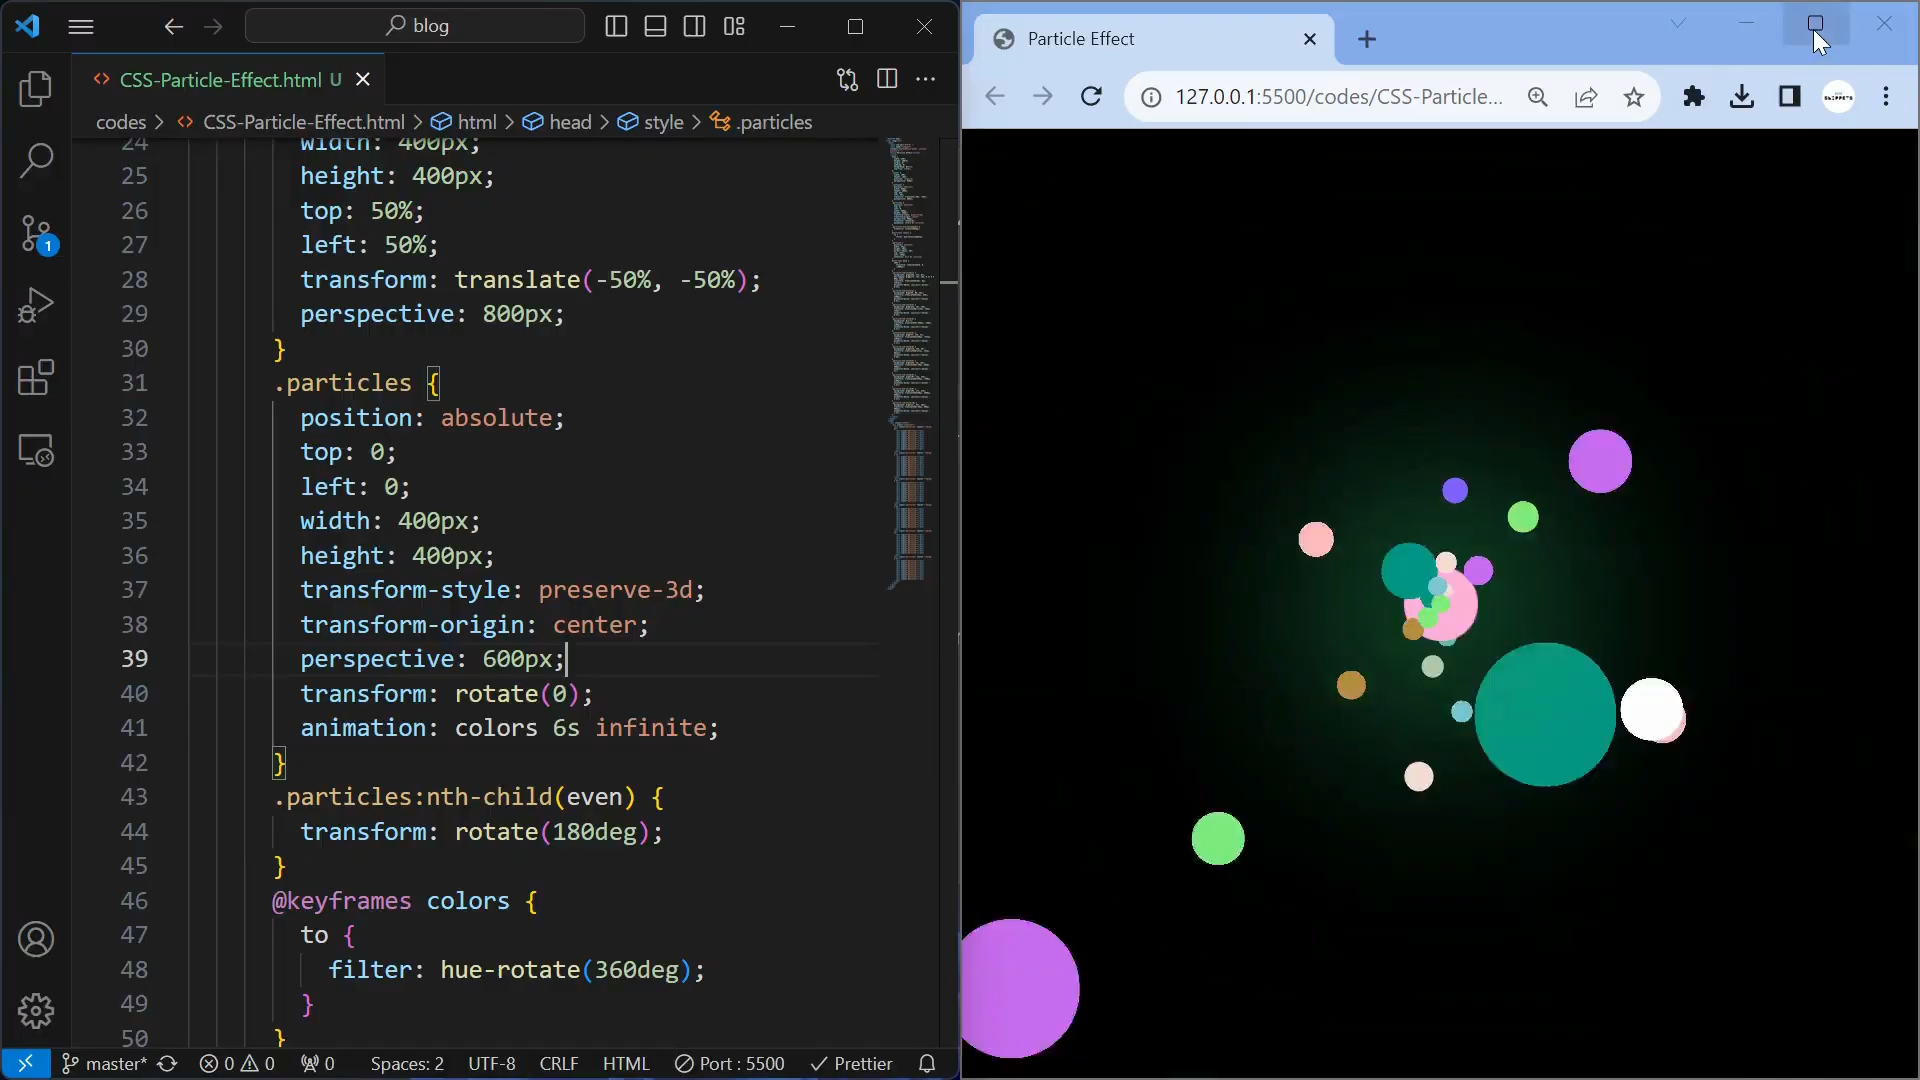 blog
CSS-Particle-Effect.html U
codes > CSS-Particle-Effect.html > html > head > style > .particles
24 width: 400px;
25 height: 400px;
26 top: 50%;
27 left: 50%;
28 transform: translate(-50%, -50%);
29 perspective: 800px;
30 }
31 .particles {
32 position: absolute;
33 top: 0;
34 left: 0;
35 width: 400px;
36 height: 400px;
37 transform-style: preserve-3d;
38 transform-origin: center;
39 perspective: 600px;
40 transform: rotate(0);
41 animation: colors 6s infinite;
42 }
43 .particles:nth-child(even) {
44 transform: rotate(180deg);
45 }
46 @keyframes colors {
47 to {
48 filter: hue-rotate(360deg);
49 }
50 }
1
master* 0 0 0 Spaces: 2 UTF-8 CRLF HTML Port : 5500 Prettier
Particle Effect
127.0.0.1:5500/codes/CSS-Particle...